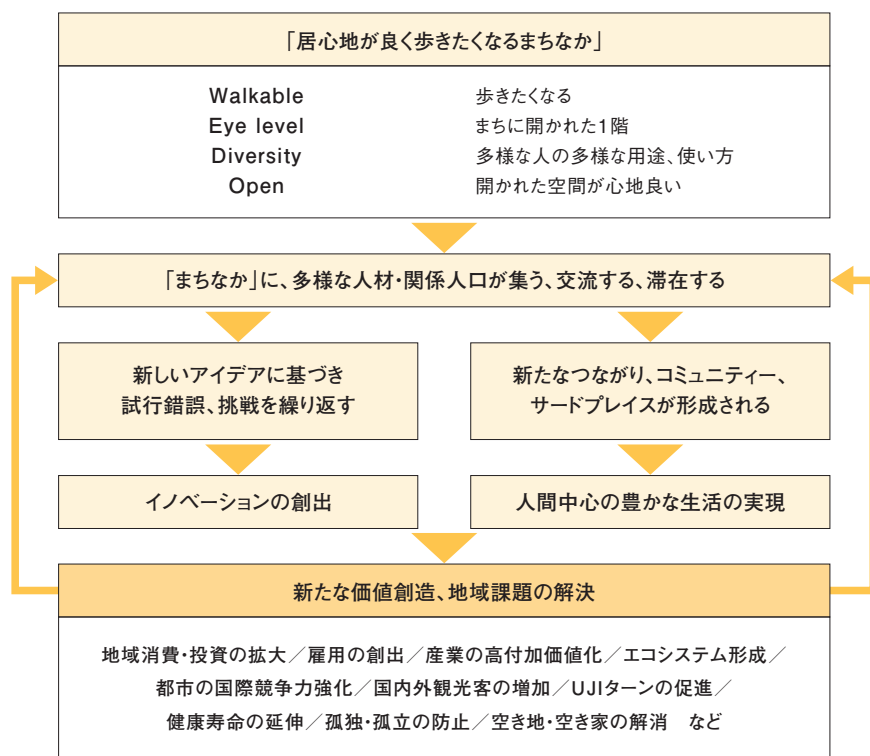 「居心地が良く歩きたくなるまちなか」
Walkable 歩きたくなる
Eye level まちに開かれた1階
Diversity 多様な人の多様な用途、使い方
Open 開かれた空間が心地良い
「まちなか」に、多様な人材・関係人口が集う、交流する、滞在する
新しいアイデアに基づき
試行錯誤、挑戦を繰り返す
新たなつながり、コミュニティー、
サードプレイスが形成される
イノベーションの創出
人間中心の豊かな生活の実現
新たな価値創造、地域課題の解決
地域消費・投資の拡大／雇用の創出／産業の高付加価値化／エコシステム形成／
都市の国際競争力強化／国内外観光客の増加／UJIターンの促進／
健康寿命の延伸／孤独・孤立の防止／空き地・空き家の解消　など